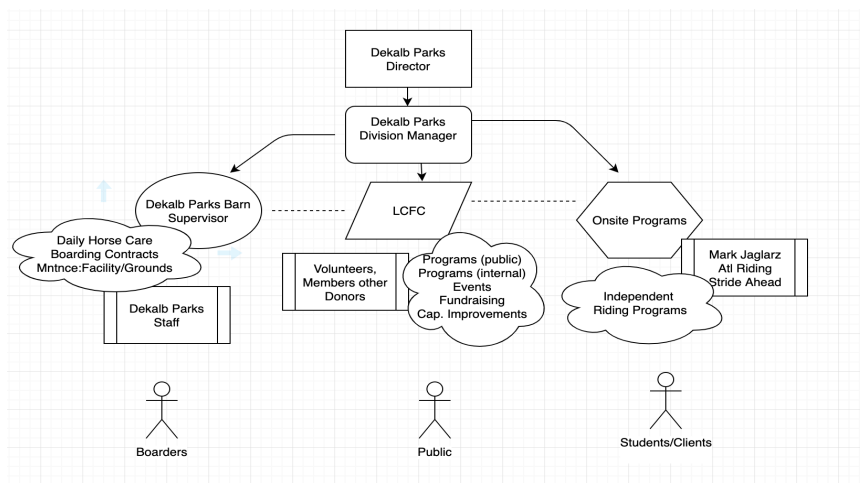 Dekalb Parks
Director
Dekalb Parks
Division Manager
Dekalb Parks Barn
Supervisor
LCFC
Onsite Programs
Daily Horse Care
Boarding Contracts
Mntnce:Facility/Grounds
Dekalb Parks
Staff
Volunteers,
Members other
Donors
Programs (public)
Programs (internal)
Events
Fundraising
Cap. Improvements
Mark Jaglarz
Atl Riding
Stride Ahead
Independent
Riding Programs
Boarders
Public
Students/Clients